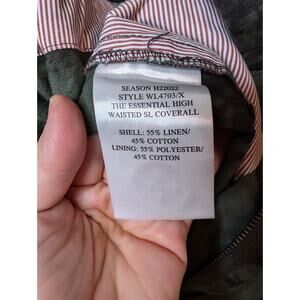 SEASON H22022
STYLE WL4703/X
THE ESSENTIAL HIGH
WAISTED SL COVERALL
SHELL: 55% LINEN/
45% COTTON
LINING: 55% POLYESTER/
45% COTTON